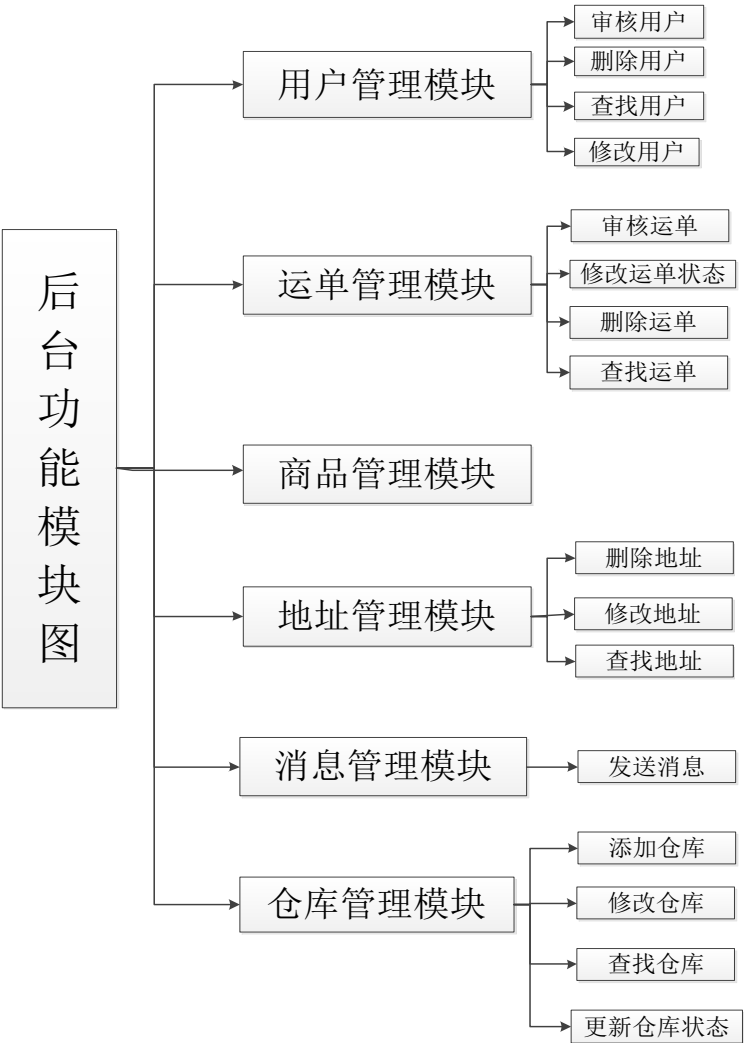 后台功能模块图
用户管理模块
审核用户
删除用户
查找用户
修改用户
运单管理模块
审核运单
修改运单状态
删除运单
查找运单
商品管理模块
地址管理模块
删除地址
修改地址
查找地址
消息管理模块
发送消息
仓库管理模块
添加仓库
修改仓库
查找仓库
更新仓库状态